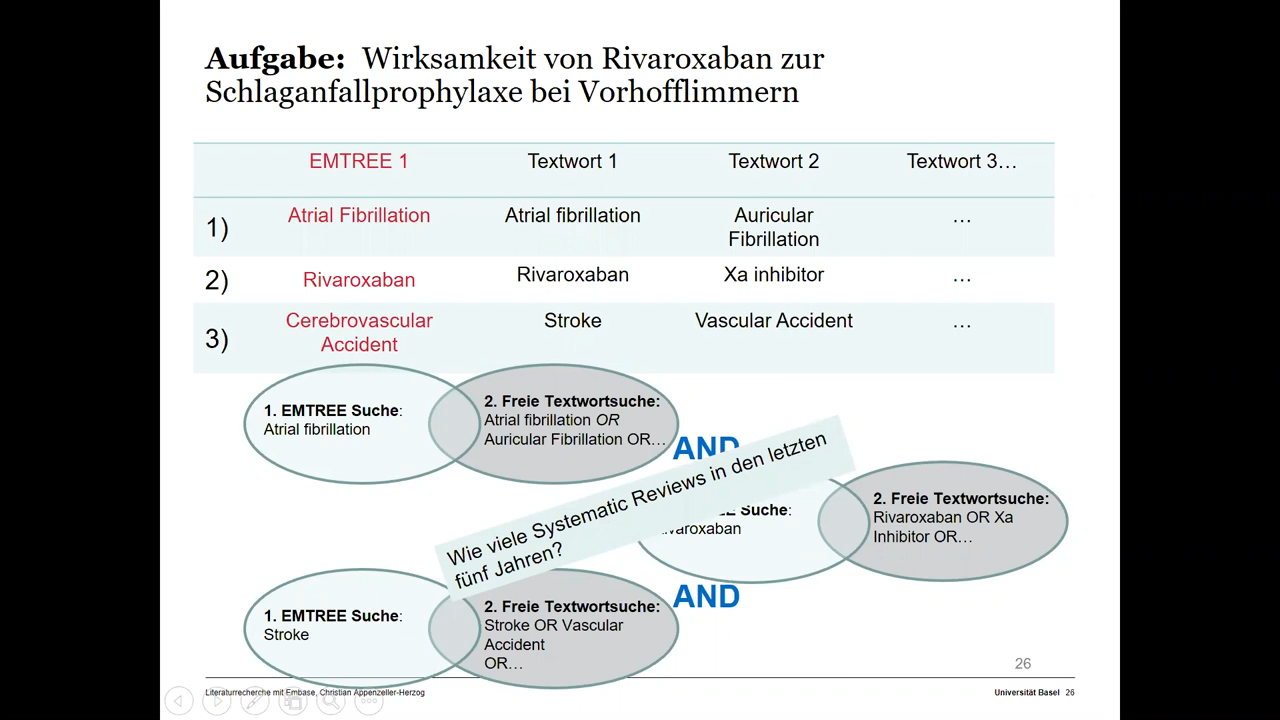 Aufgabe: Wirksamkeit von Rivaroxaban zur
Schlaganfallprophylaxe bei Vorhofflimmern
EMTREE 1 Textwort 1 Textwort 2 Textwort 3…
1) Atrial Fibrillation Atrial fibrillation Auricular
Fibrillation …
2) Rivaroxaban Rivaroxaban Xa inhibitor …
3) Cerebrovascular
Accident Stroke Vascular Accident …
1. EMTREE Suche:
Atrial fibrillation
2. Freie Textwortsuche:
Atrial fibrillation OR
Auricular Fibrillation OR…
AND
Wie viele Systematic Reviews in den letzten
fünf Jahren?
Suche:
2. Freie Textwortsuche:
Rivaroxaban OR Xa
Inhibitor OR…
AND
1. EMTREE Suche:
Stroke
2. Freie Textwortsuche:
Stroke OR Vascular
Accident
OR…
26
Literaturrecherche mit Embase, Christian Appenzeller-Herzog
Universität Basel 26